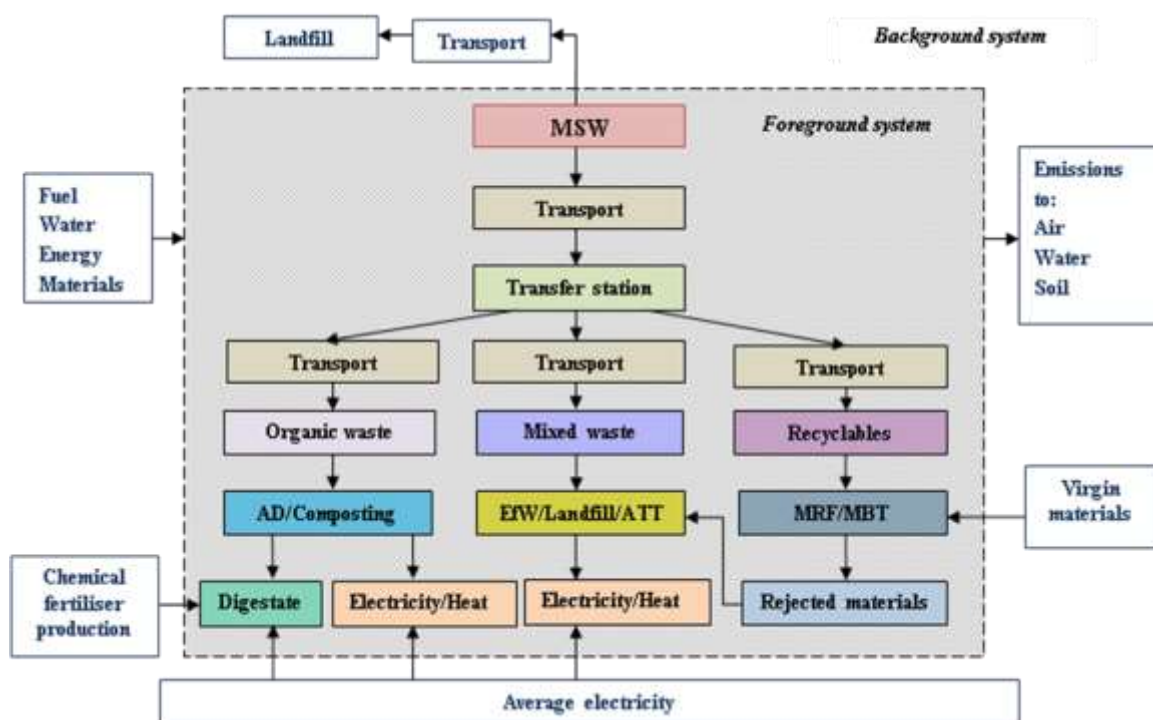 Landfill
Transport
Background system
MSW
Foreground system
Fuel
Water
Energy
Materials
Emissions
to:
Air
Water
Soil
Transport
Transfer station
Transport
Transport
Transport
Organic waste
Mixed waste
Recyclables
AD/Composting
EfW/Landfill/ATT
MRF/MBT
Virgin
materials
Chemical
fertiliser
production
Digestate
Electricity/Heat
Electricity/Heat
Rejected materials
Average electricity